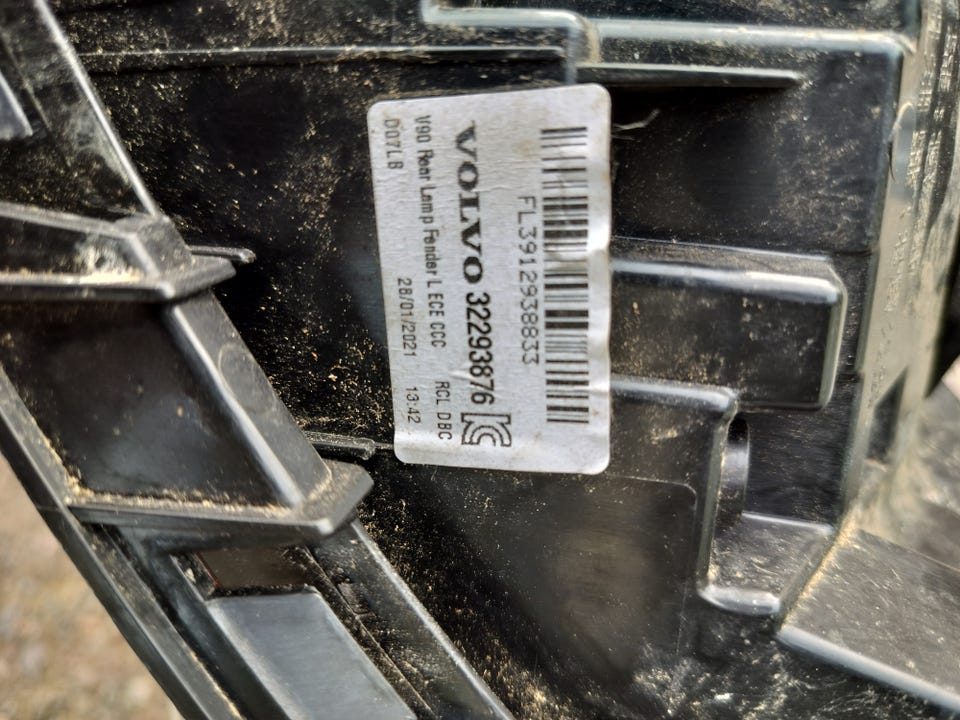 FL3912938833
VOLVO 32293876
V90 Rear Lamp Fender L ECE CCC RCL DBC
D07LB 28/01/2021 13:42